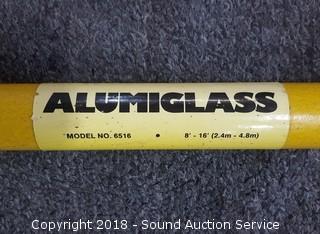 ALUMIGLASS
MODEL NO. 6516 • 8' - 16' (2.4m - 4.8m)
Copyright 2018 - Sound Auction Service